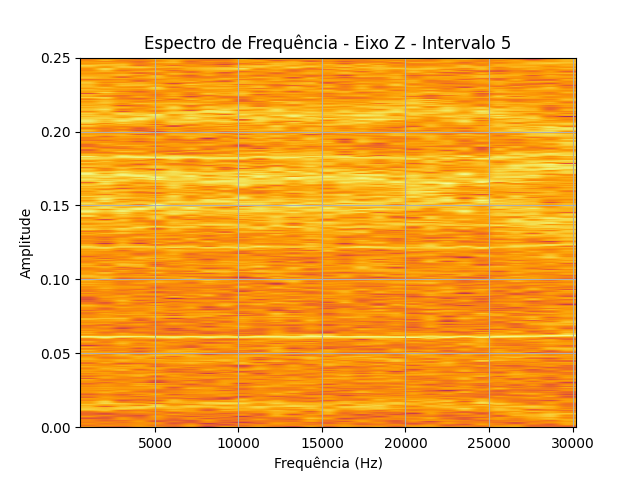 Espectro de Frequência - Eixo Z - Intervalo 5
0.25
0.20
0.15
0.10
0.05
0.00
Amplitude
5000 10000 15000 20000 25000 30000
Frequência (Hz)